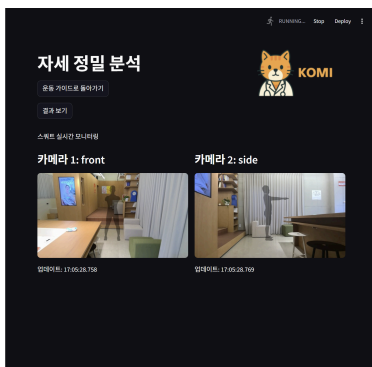 RUNNING...
Stop
Deploy
자세 정밀 분석
KOMI
운동 가이드로 돌아가기
결과 보기
스쿼트 실시간 모니터링
카메라 1: front
카메라 2: side
업데이트: 17:05:28.758
업데이트: 17:05:28.769